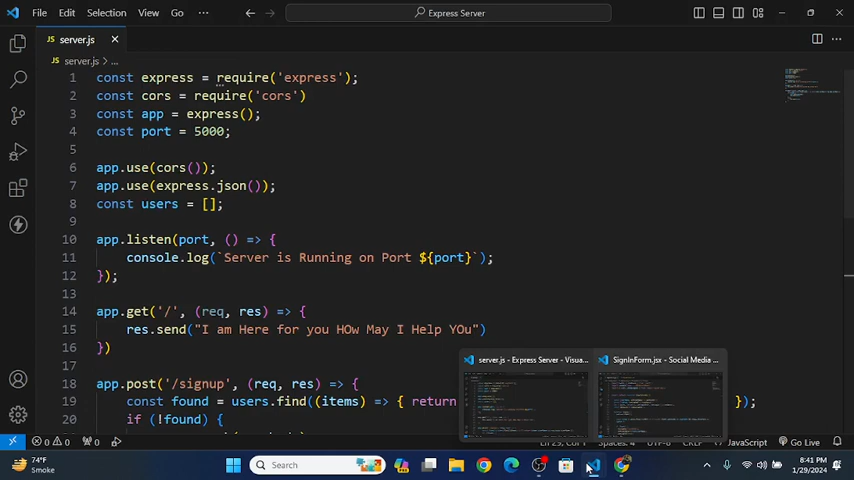 File Edit Selection View Go ··· Express Server
server.js
server.js > ...
1 const express = require('express');
2 const cors = require('cors')
3 const app = express();
4 const port = 5000;
5
6 app.use(cors());
7 app.use(express.json());
8 const users = [];
9
10 app.listen(port, () => {
11 console.log(`Server is Running on Port ${port}`);
12 });
13
14 app.get('/', (req, res) => {
15 res.send("I am Here for you HOw May I Help YOu")
16 })
17
18 app.post('/signup', (req, res) => {
19 const found = users.find((items) => { return });
20 if (!found) {
server.js - Express Server - Visua...
SignInForm.jsx - Social Media ...
0 0 0 JavaScript Go Live
74°F
Smoke
Search
8:41 PM
1/29/2024